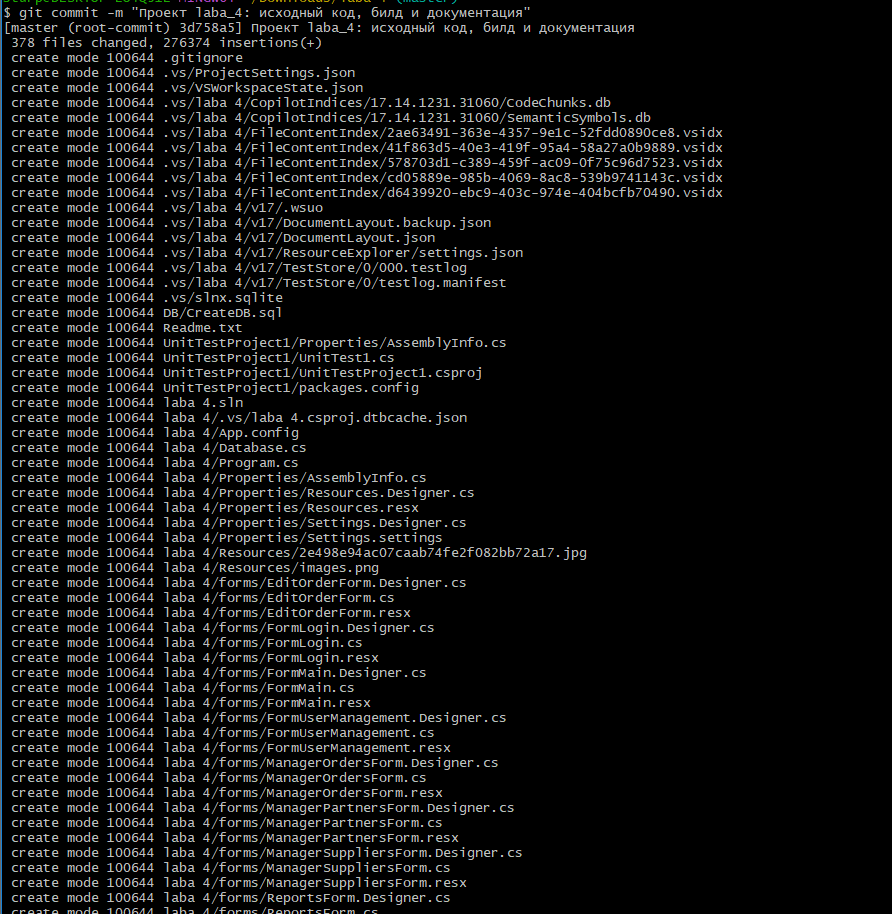 $ git commit -m "Проект laba_4: исходный код, билд и документация"
[master (root-commit) 3d758a5] Проект laba_4: исходный код, билд и документация
 378 files changed, 276374 insertions(+)
 create mode 100644 .gitignore
 create mode 100644 .vs/ProjectSettings.json
 create mode 100644 .vs/VSWorkspaceState.json
 create mode 100644 .vs/laba 4/CopilotIndices/17.14.1231.31060/CodeChunks.db
 create mode 100644 .vs/laba 4/CopilotIndices/17.14.1231.31060/SemanticSymbols.db
 create mode 100644 .vs/laba 4/FileContentIndex/2ae63491-363e-4357-9e1c-52fdd0890ce8.vsidx
 create mode 100644 .vs/laba 4/FileContentIndex/41f863d5-40e3-419f-95a4-58a27a0b9889.vsidx
 create mode 100644 .vs/laba 4/FileContentIndex/578703d1-c389-459f-ac09-0f75c96d7523.vsidx
 create mode 100644 .vs/laba 4/FileContentIndex/cd05889e-985b-4069-8ac8-539b9741143c.vsidx
 create mode 100644 .vs/laba 4/FileContentIndex/d6439920-ebc9-403c-974e-404bcfb70490.vsidx
 create mode 100644 .vs/laba 4/v17/.wsuo
 create mode 100644 .vs/laba 4/v17/DocumentLayout.backup.json
 create mode 100644 .vs/laba 4/v17/DocumentLayout.json
 create mode 100644 .vs/laba 4/v17/ResourceExplorer/settings.json
 create mode 100644 .vs/laba 4/v17/TestStore/0/000.testlog
 create mode 100644 .vs/laba 4/v17/TestStore/0/testlog.manifest
 create mode 100644 .vs/slnx.sqlite
 create mode 100644 DB/CreateDB.sql
 create mode 100644 Readme.txt
 create mode 100644 UnitTestProject1/Properties/AssemblyInfo.cs
 create mode 100644 UnitTestProject1/UnitTest1.cs
 create mode 100644 UnitTestProject1/UnitTestProject1.csproj
 create mode 100644 UnitTestProject1/packages.config
 create mode 100644 laba 4.sln
 create mode 100644 laba 4/.vs/laba 4.csproj.dtbcache.json
 create mode 100644 laba 4/App.config
 create mode 100644 laba 4/Database.cs
 create mode 100644 laba 4/Program.cs
 create mode 100644 laba 4/Properties/AssemblyInfo.cs
 create mode 100644 laba 4/Properties/Resources.Designer.cs
 create mode 100644 laba 4/Properties/Resources.resx
 create mode 100644 laba 4/Properties/Settings.Designer.cs
 create mode 100644 laba 4/Properties/Settings.settings
 create mode 100644 laba 4/Resources/2e498e94ac07caab74fe2f082bb72a17.jpg
 create mode 100644 laba 4/Resources/images.png
 create mode 100644 laba 4/forms/EditOrderForm.Designer.cs
 create mode 100644 laba 4/forms/EditOrderForm.cs
 create mode 100644 laba 4/forms/EditOrderForm.resx
 create mode 100644 laba 4/forms/FormLogin.Designer.cs
 create mode 100644 laba 4/forms/FormLogin.cs
 create mode 100644 laba 4/forms/FormLogin.resx
 create mode 100644 laba 4/forms/FormMain.Designer.cs
 create mode 100644 laba 4/forms/FormMain.cs
 create mode 100644 laba 4/forms/FormMain.resx
 create mode 100644 laba 4/forms/FormUserManagement.Designer.cs
 create mode 100644 laba 4/forms/FormUserManagement.cs
 create mode 100644 laba 4/forms/FormUserManagement.resx
 create mode 100644 laba 4/forms/ManagerOrdersForm.Designer.cs
 create mode 100644 laba 4/forms/ManagerOrdersForm.cs
 create mode 100644 laba 4/forms/ManagerOrdersForm.resx
 create mode 100644 laba 4/forms/ManagerPartnersForm.Designer.cs
 create mode 100644 laba 4/forms/ManagerPartnersForm.cs
 create mode 100644 laba 4/forms/ManagerPartnersForm.resx
 create mode 100644 laba 4/forms/ManagerSuppliersForm.Designer.cs
 create mode 100644 laba 4/forms/ManagerSuppliersForm.cs
 create mode 100644 laba 4/forms/ManagerSuppliersForm.resx
 create mode 100644 laba 4/forms/ReportsForm.Designer.cs
 create mode 100644 laba 4/forms/ReportsForm.cs